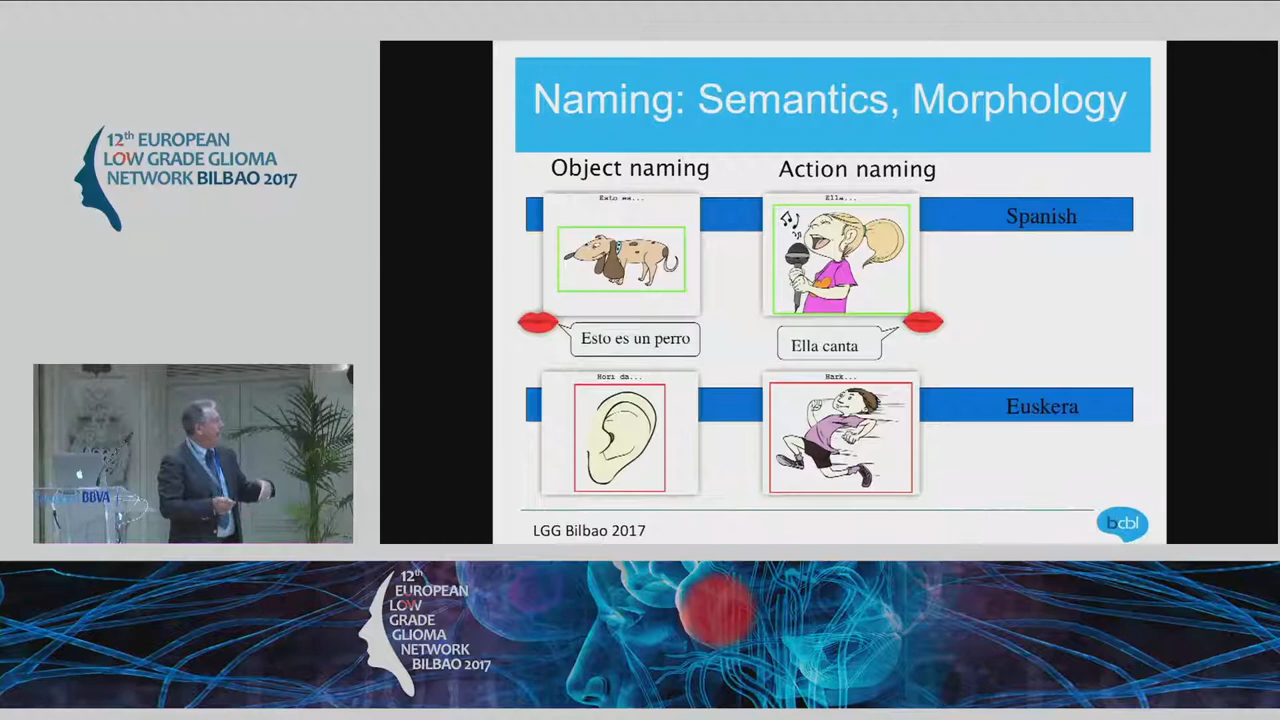 12th EUROPEAN
LOW GRADE GLIOMA
NETWORK BILBAO 2017
Naming: Semantics, Morphology
Object naming
Action naming
Esto es...
Ella...
Spanish
Esto es un perro
Ella canta
Hori da...
Hark...
Euskera
LGG Bilbao 2017
bcbl
BBVA
12th
EUROPEAN
LOW
GRADE
GLIOMA
NETWORK
BILBAO 2017